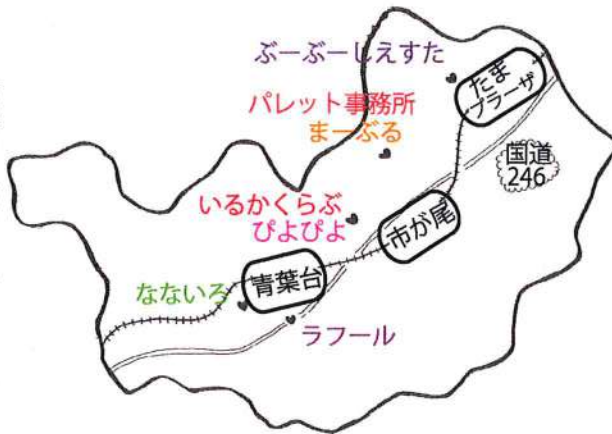 ぶーぶーしえすた
たま
プラーザ
パレット事務所
まーぶる
国道
246
いるかくらぶ
ぴよぴよ
市が尾
青葉台
なないろ
ラフール